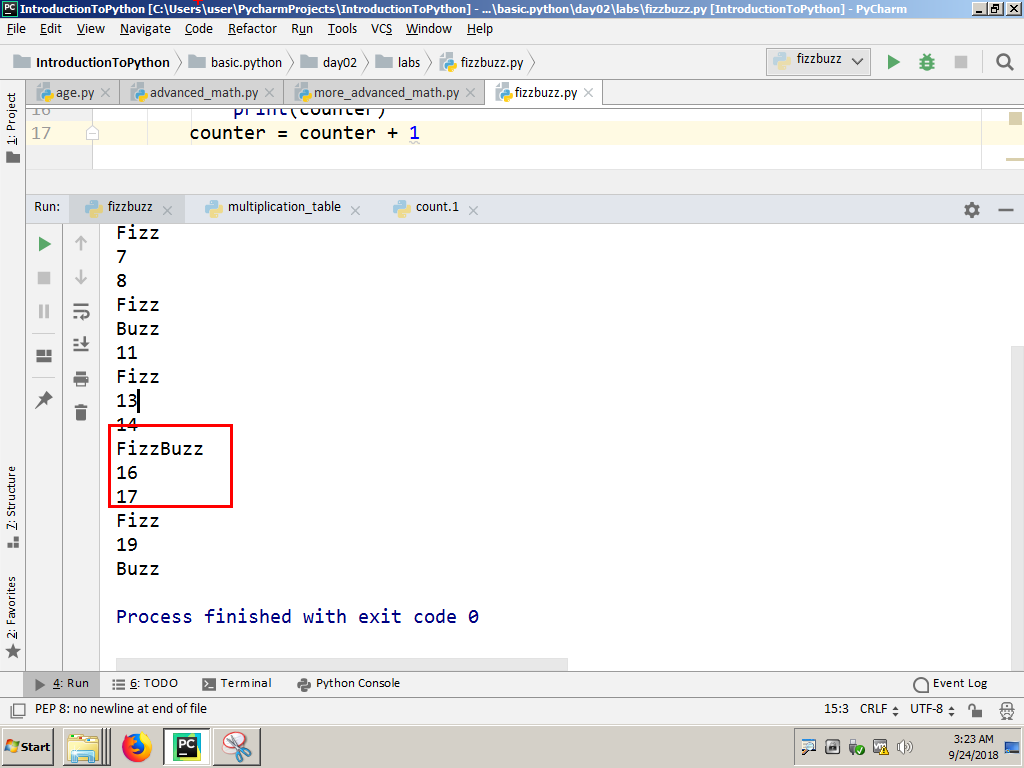 IntroductionToPython [C:\Users\user\PycharmProjects\IntroductionToPython] - ...\basic.python\day02\labs\fizzbuzz.py [IntroductionToPython] - PyCharm
File Edit View Navigate Code Refactor Run Tools VCS Window Help
IntroductionToPython basic.python day02 labs fizzbuzz.py fizzbuzz
age.py advanced_math.py more_advanced_math.py fizzbuzz.py
1: Project
16 print(counter)
17 counter = counter + 1
Run: fizzbuzz multiplication_table count.1
Fizz
7
8
Fizz
Buzz
11
Fizz
13
14
FizzBuzz
16
17
Fizz
19
Buzz
Process finished with exit code 0
7: Structure
2: Favorites
4: Run 6: TODO Terminal Python Console Event Log
PEP 8: no newline at end of file 15:3 CRLF UTF-8
Start PC 3:23 AM
9/24/2018